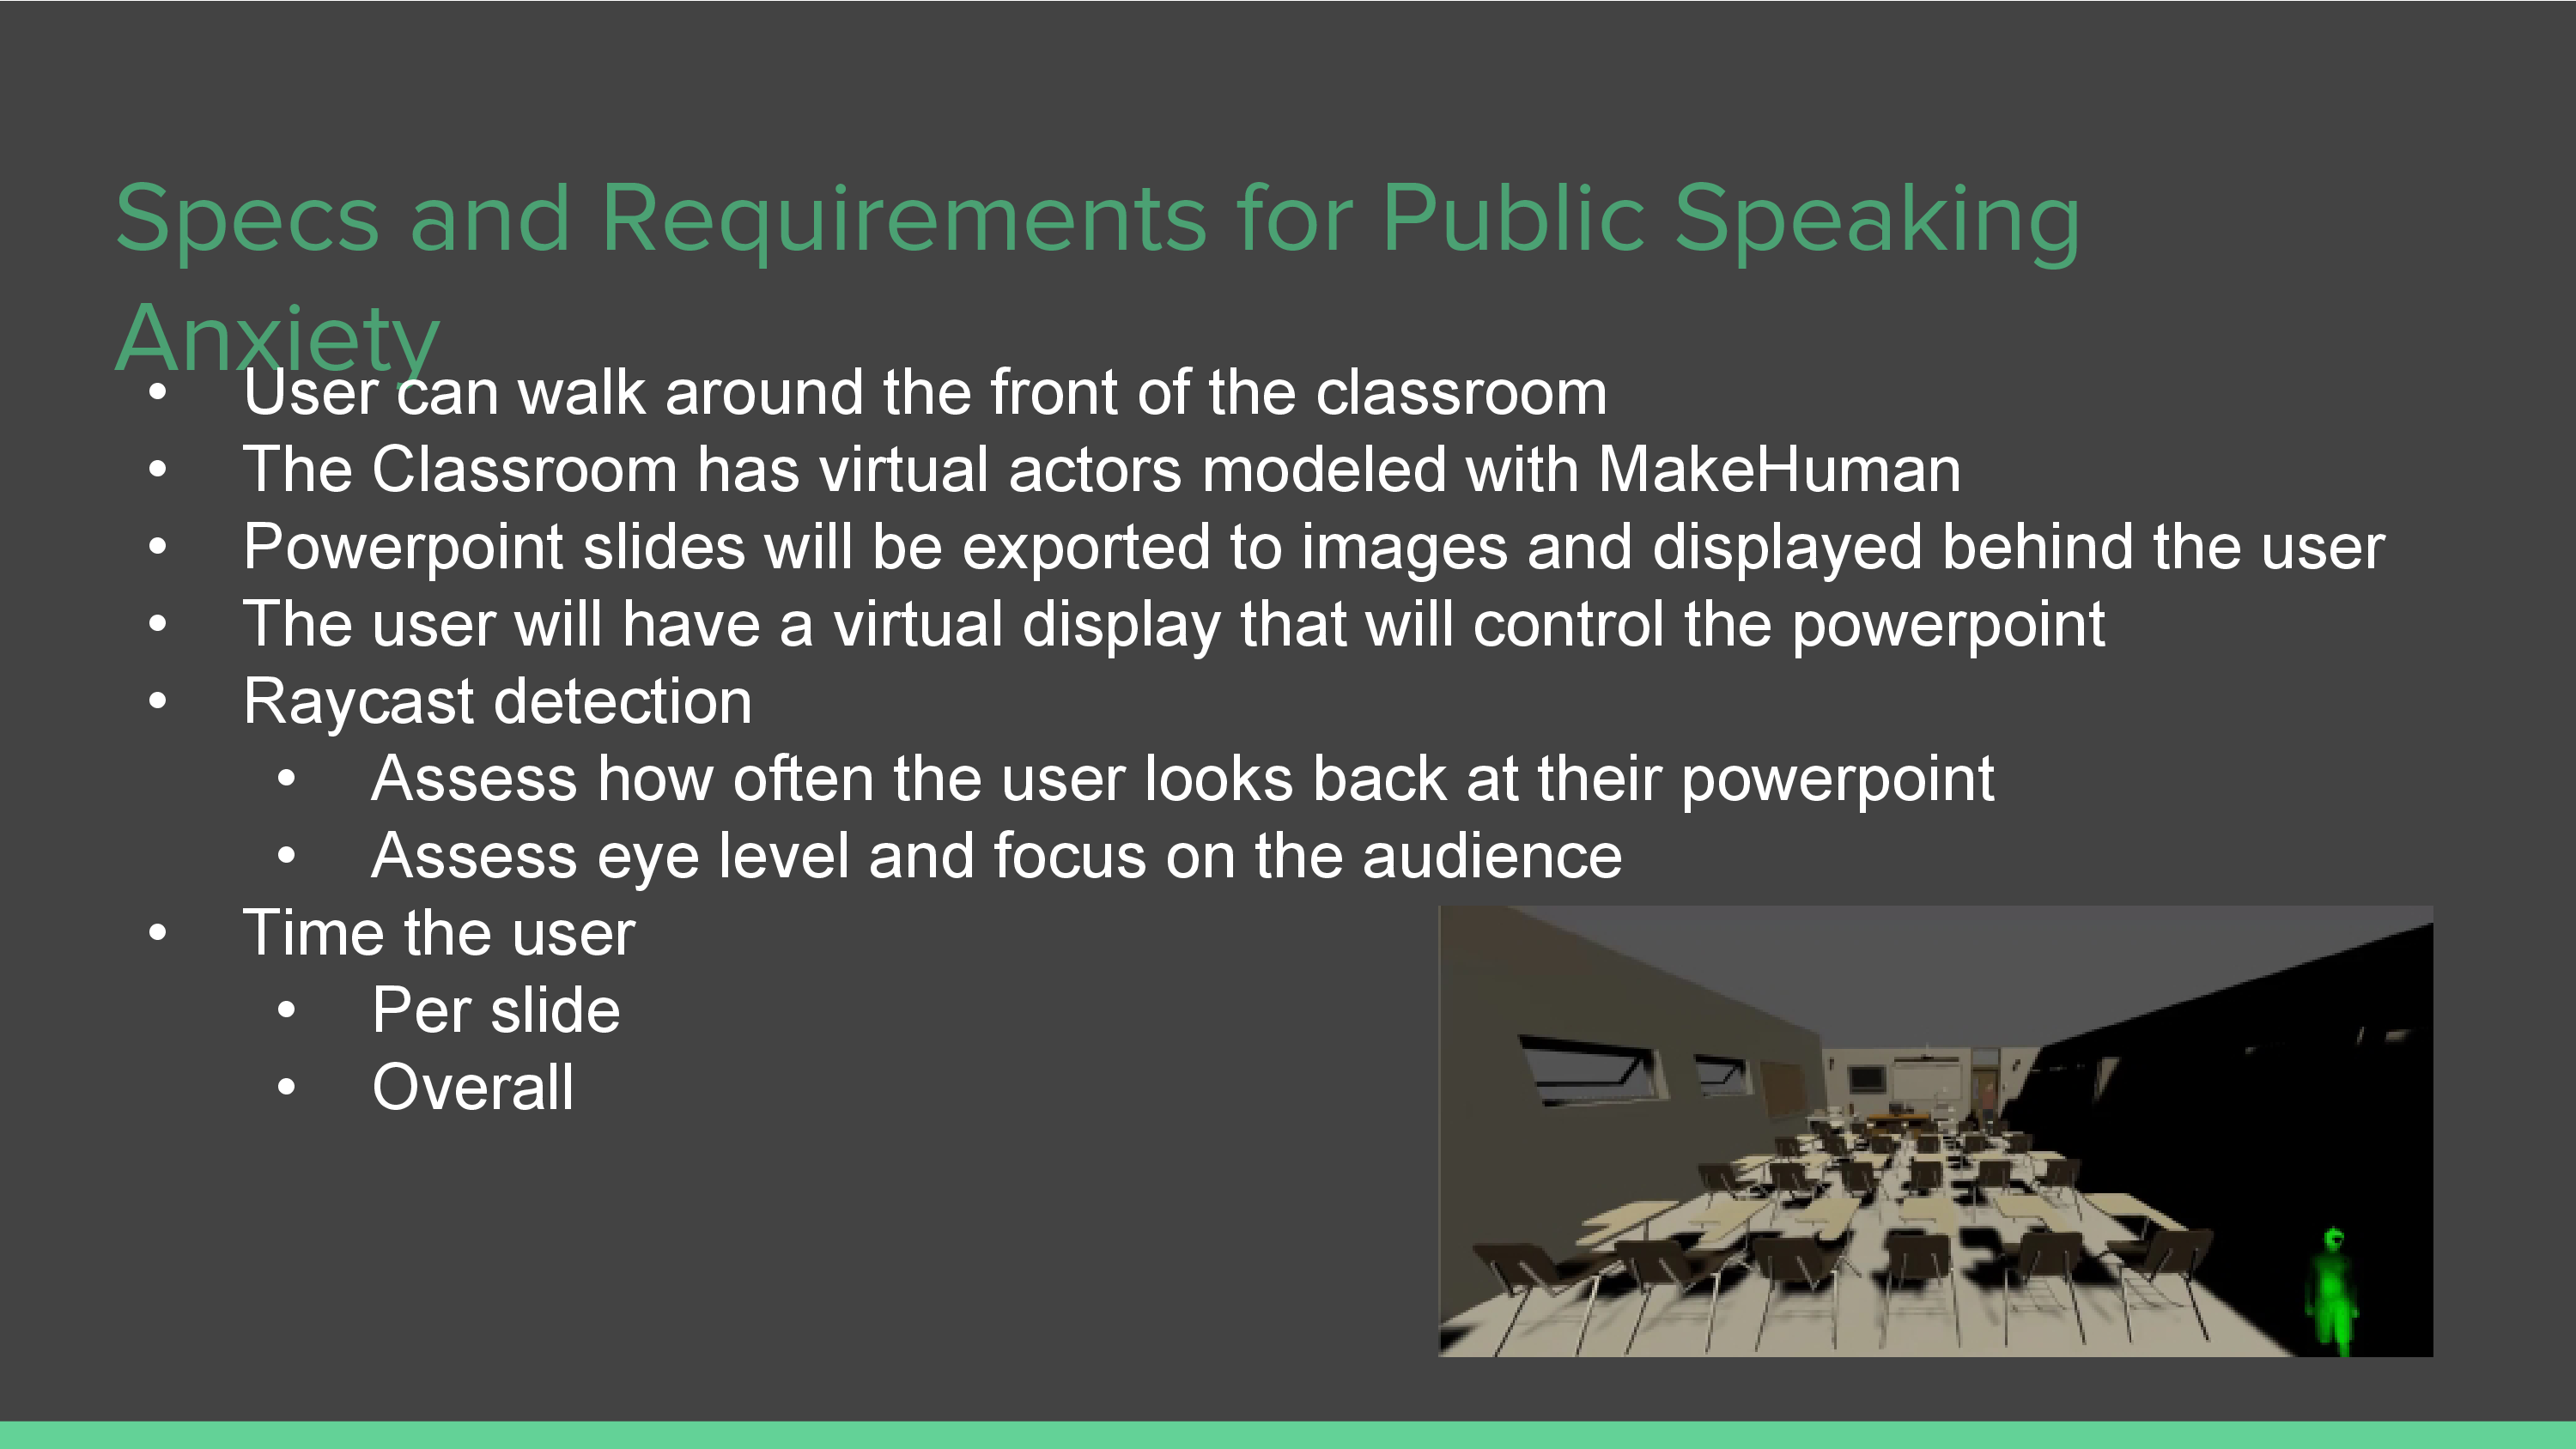 Specs and Requirements for Public Speaking
Anxiety
• User can walk around the front of the classroom
• The Classroom has virtual actors modeled with MakeHuman
• Powerpoint slides will be exported to images and displayed behind the user
• The user will have a virtual display that will control the powerpoint
• Raycast detection
• Assess how often the user looks back at their powerpoint
• Assess eye level and focus on the audience
• Time the user
• Per slide
• Overall